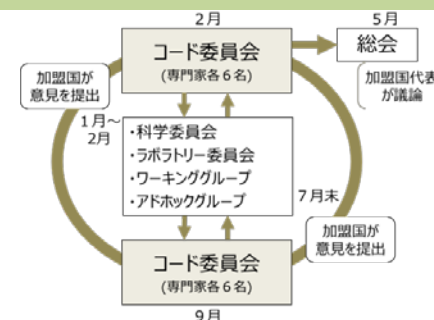 2月
5月
コード委員会
(専門家各6名)
総会
加盟国代表
が議論
加盟国が
意見を提出
1月～
2月
・科学委員会
・ラボラトリー委員会
・ワーキンググループ
・アドホックグループ
7月末
加盟国が
意見を提出
コード委員会
(専門家各6名)
9月